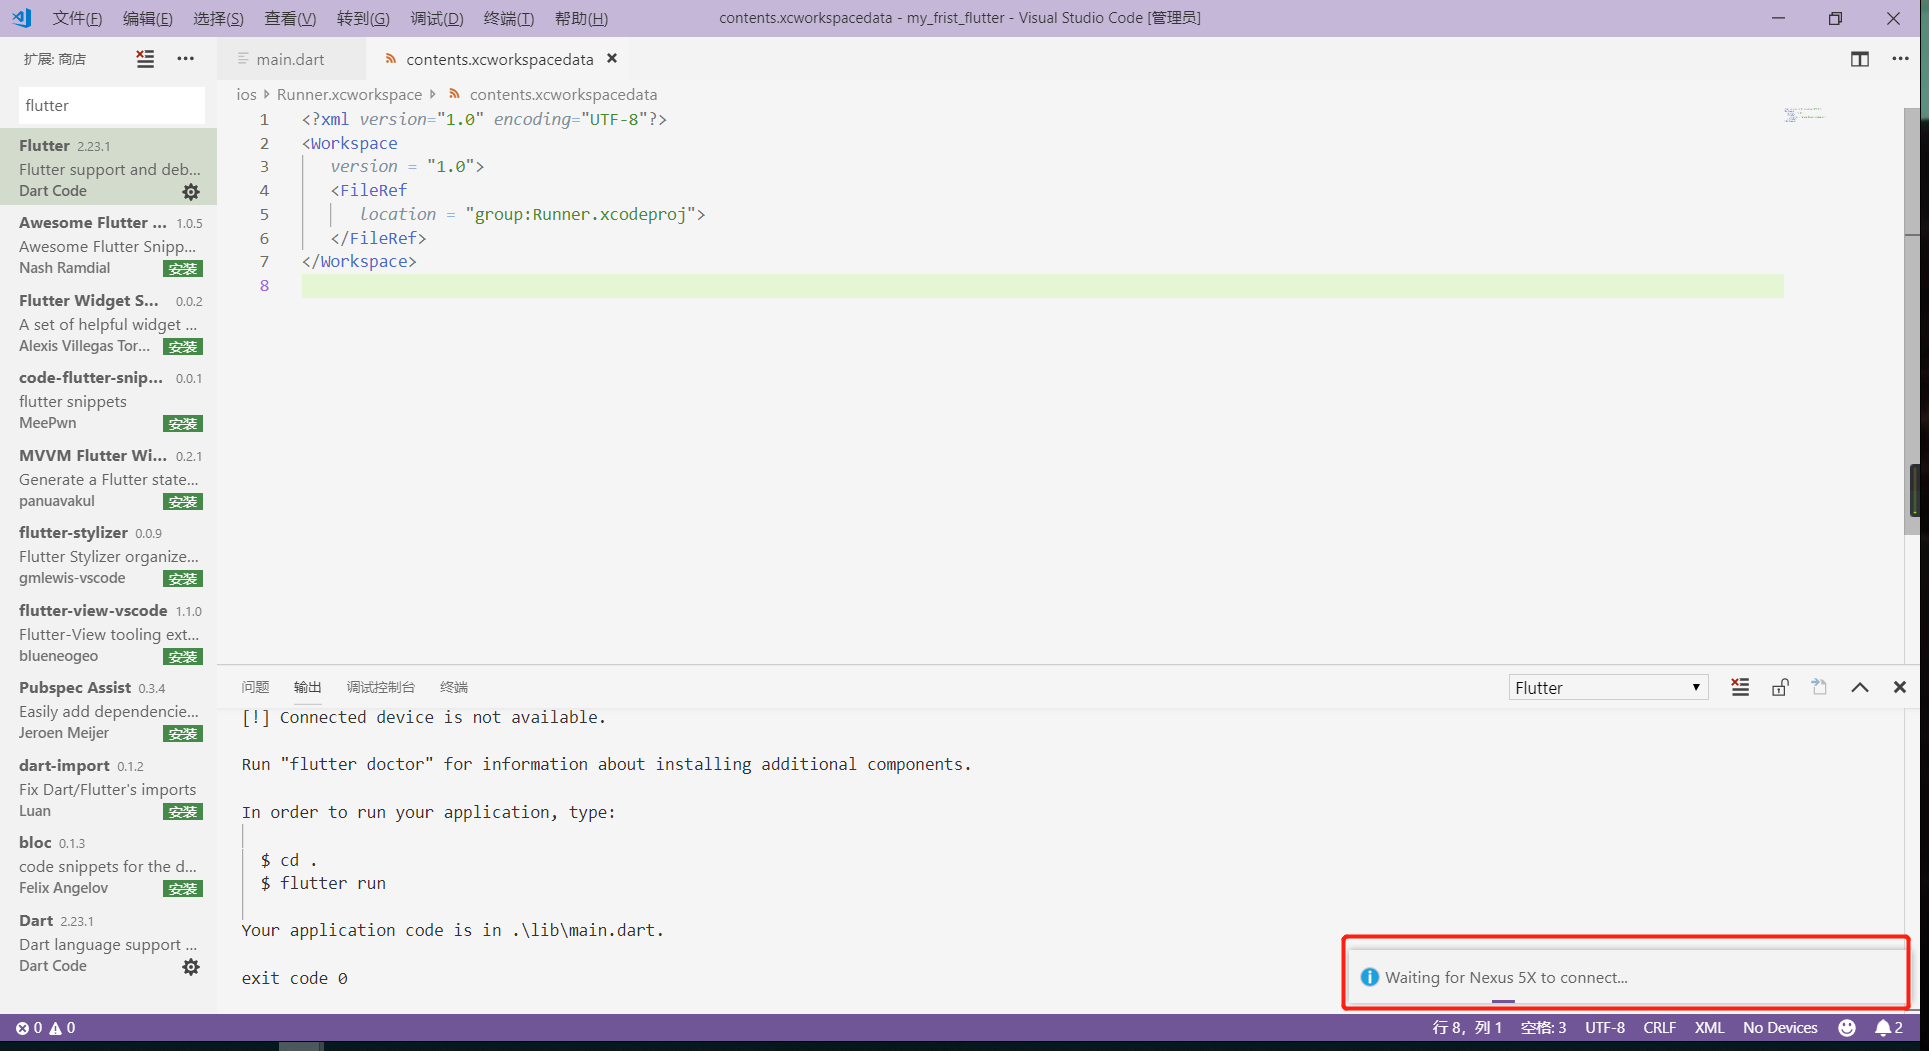 文件(F) 编辑(E) 选择(S) 查看(V) 转到(G) 调试(D) 终端(T) 帮助(H) contents.xcworkspacedata - my_frist_flutter - Visual Studio Code [管理员]
扩展: 商店
main.dart contents.xcworkspacedata
flutter
ios Runner.xcworkspace contents.xcworkspacedata
Flutter 2.23.1
Flutter support and deb...
Dart Code
Awesome Flutter ... 1.0.5
Awesome Flutter Snipp...
Nash Ramdial 安装
Flutter Widget S... 0.0.2
A set of helpful widget ...
Alexis Villegas Tor... 安装
code-flutter-snip... 0.0.1
flutter snippets
MeePwn 安装
MVVM Flutter Wi... 0.2.1
Generate a Flutter state...
panuavakul 安装
flutter-stylizer 0.0.9
Flutter Stylizer organize...
gmlewis-vscode 安装
flutter-view-vscode 1.1.0
Flutter-View tooling ext...
blueneogeo 安装
Pubspec Assist 0.3.4
Easily add dependencie...
Jeroen Meijer 安装
dart-import 0.1.2
Fix Dart/Flutter's imports
Luan 安装
bloc 0.1.3
code snippets for the d...
Felix Angelov 安装
Dart 2.23.1
Dart language support ...
Dart Code
1 <?xml version="1.0" encoding="UTF-8"?>
2 <Workspace
3 version = "1.0">
4 <FileRef
5 location = "group:Runner.xcodeproj">
6 </FileRef>
7 </Workspace>
8
问题 输出 调试控制台 终端 Flutter
[!] Connected device is not available.
Run "flutter doctor" for information about installing additional components.
In order to run your application, type:
$ cd .
$ flutter run
Your application code is in .\lib\main.dart.
exit code 0
Waiting for Nexus 5X to connect...
0 0 行 8，列 1 空格: 3 UTF-8 CRLF XML No Devices 2